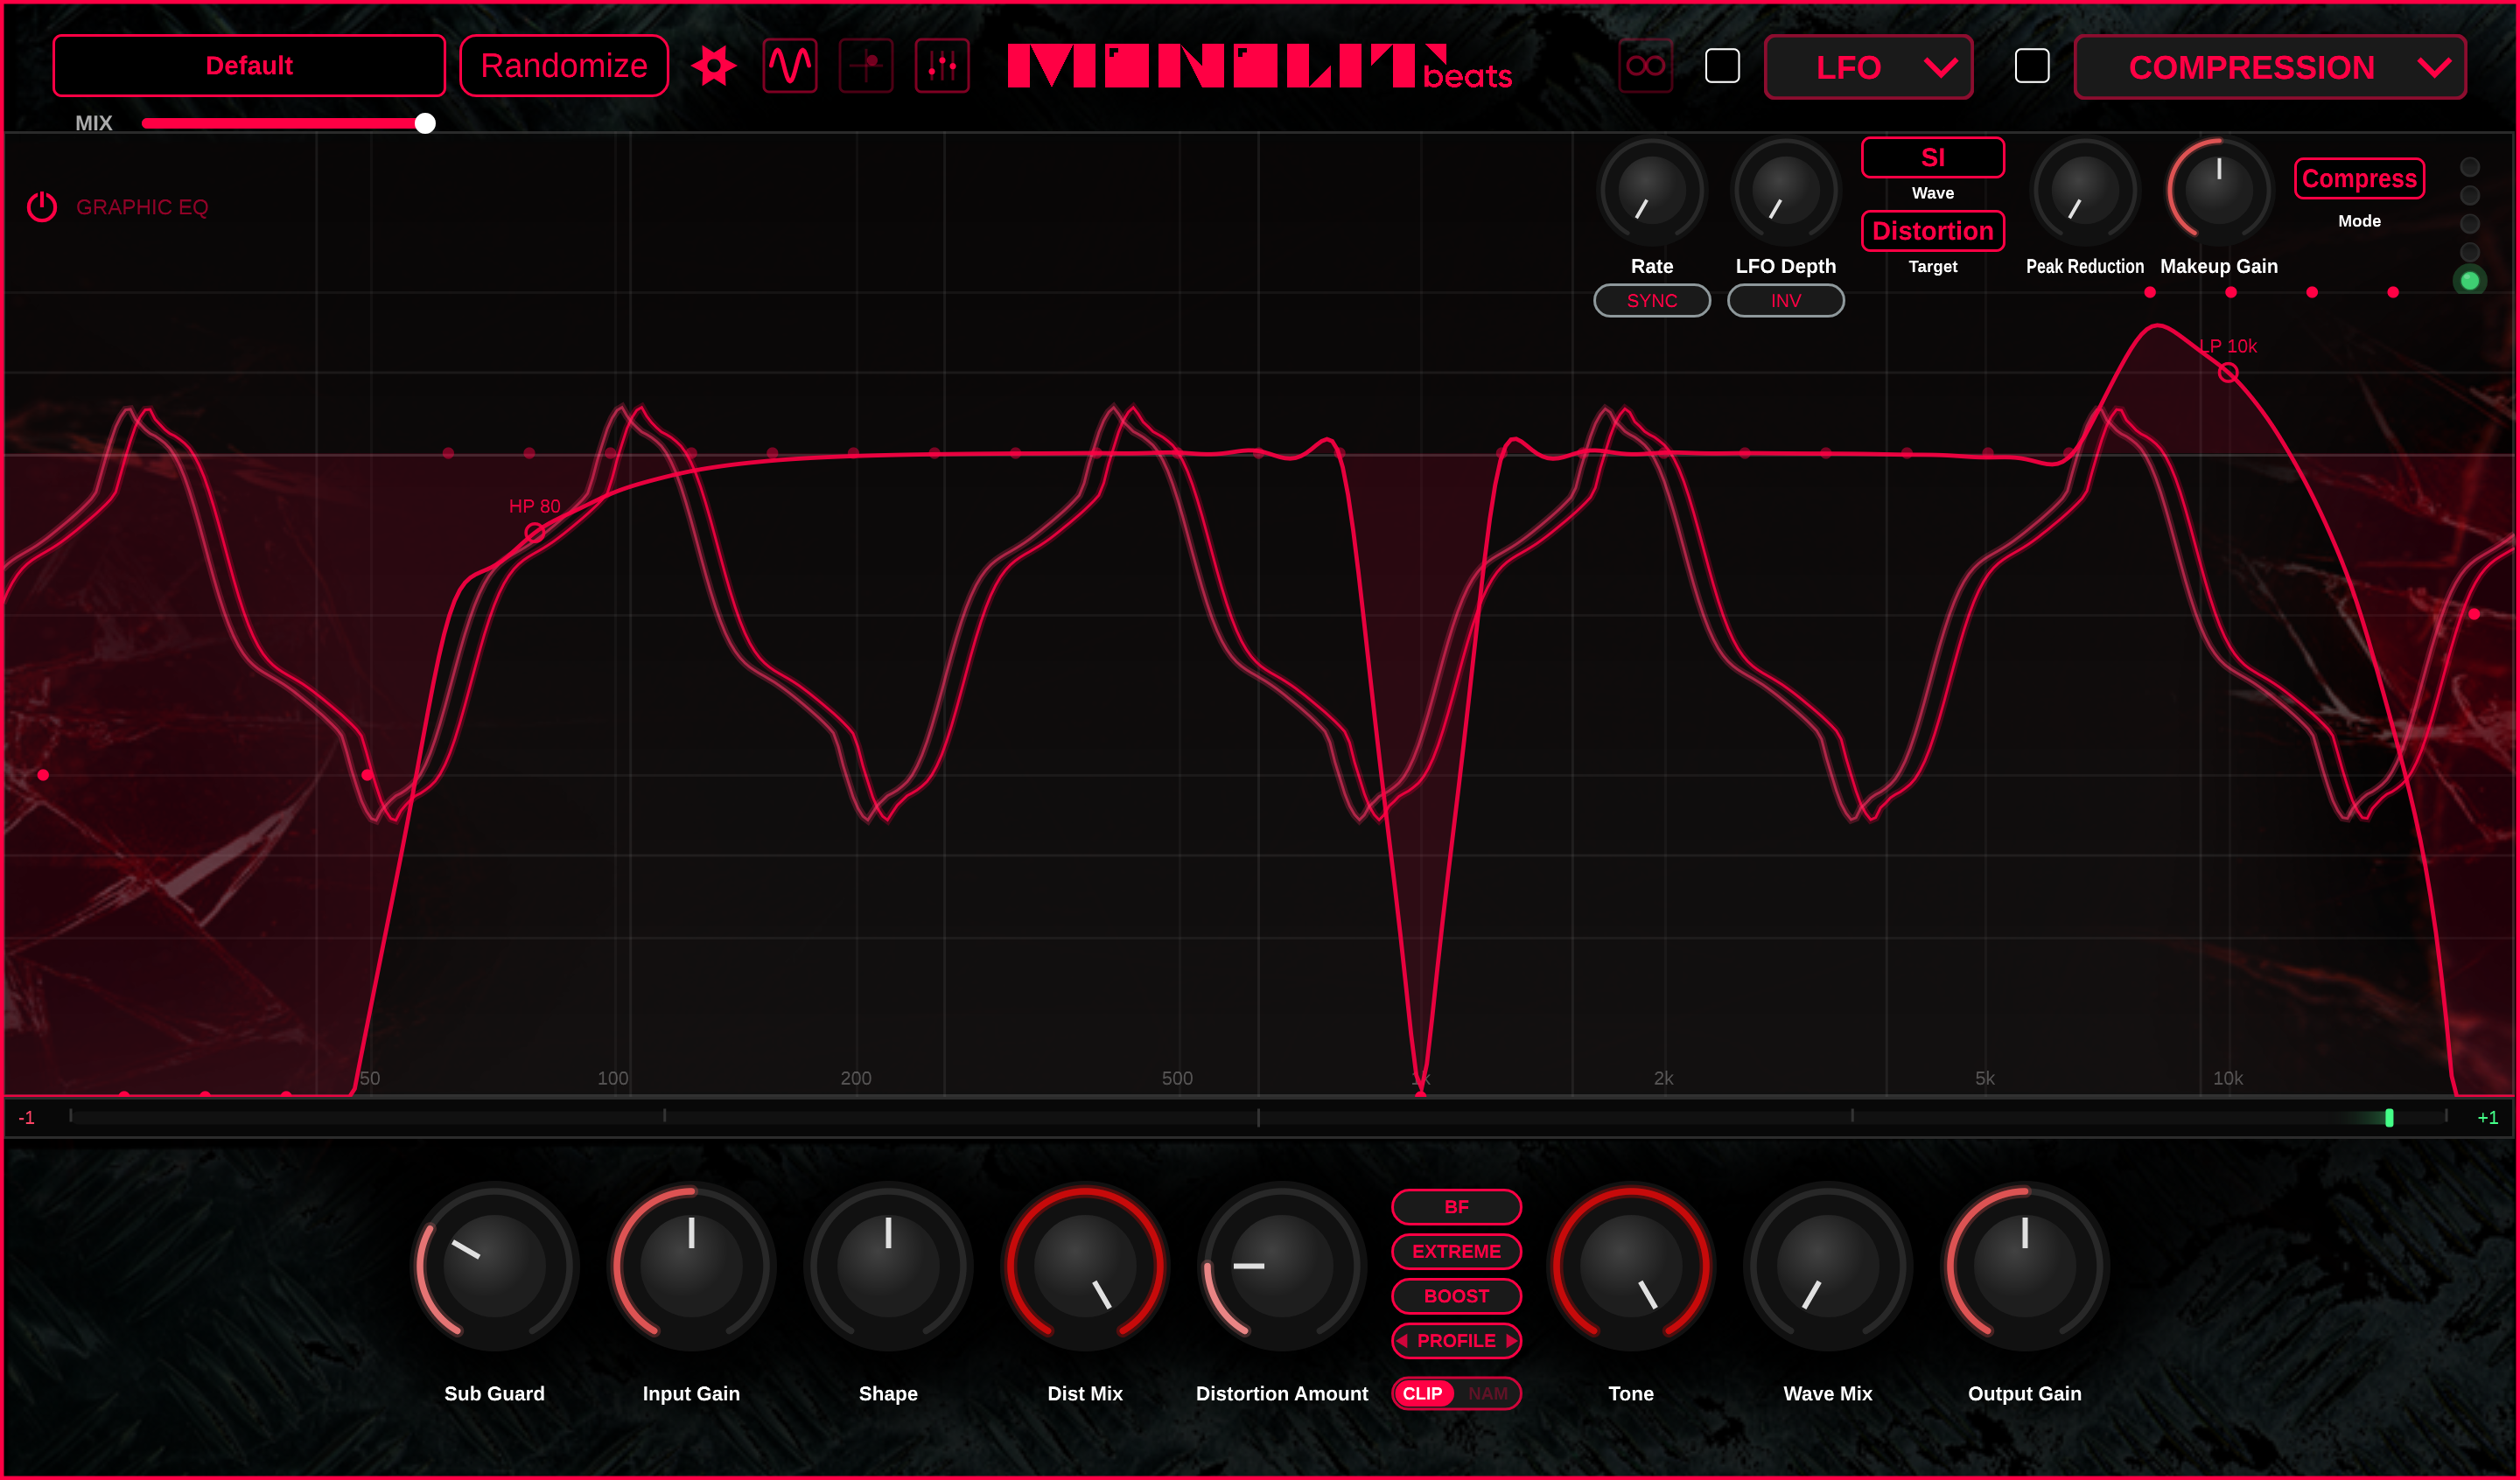 Default
Randomize
MONOLITH
beats
LFO
COMPRESSION
MIX
GRAPHIC EQ
SI
Wave
Distortion
Target
Compress
Mode
Rate
LFO Depth
Peak Reduction
Makeup Gain
SYNC
INV
LP 10k
HP 80
50
100
200
500
1k
2k
5k
10k
-1
+1
BF
EXTREME
BOOST
PROFILE
CLIP
NAM
Sub Guard
Input Gain
Shape
Dist Mix
Distortion Amount
Tone
Wave Mix
Output Gain